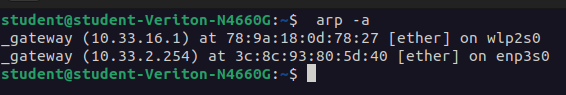 student@student-Veriton-N4660G:~$  arp -a
_gateway (10.33.16.1) at 78:9a:18:0d:78:27 [ether] on wlp2s0
_gateway (10.33.2.254) at 3c:8c:93:80:5d:40 [ether] on enp3s0
student@student-Veriton-N4660G:~$